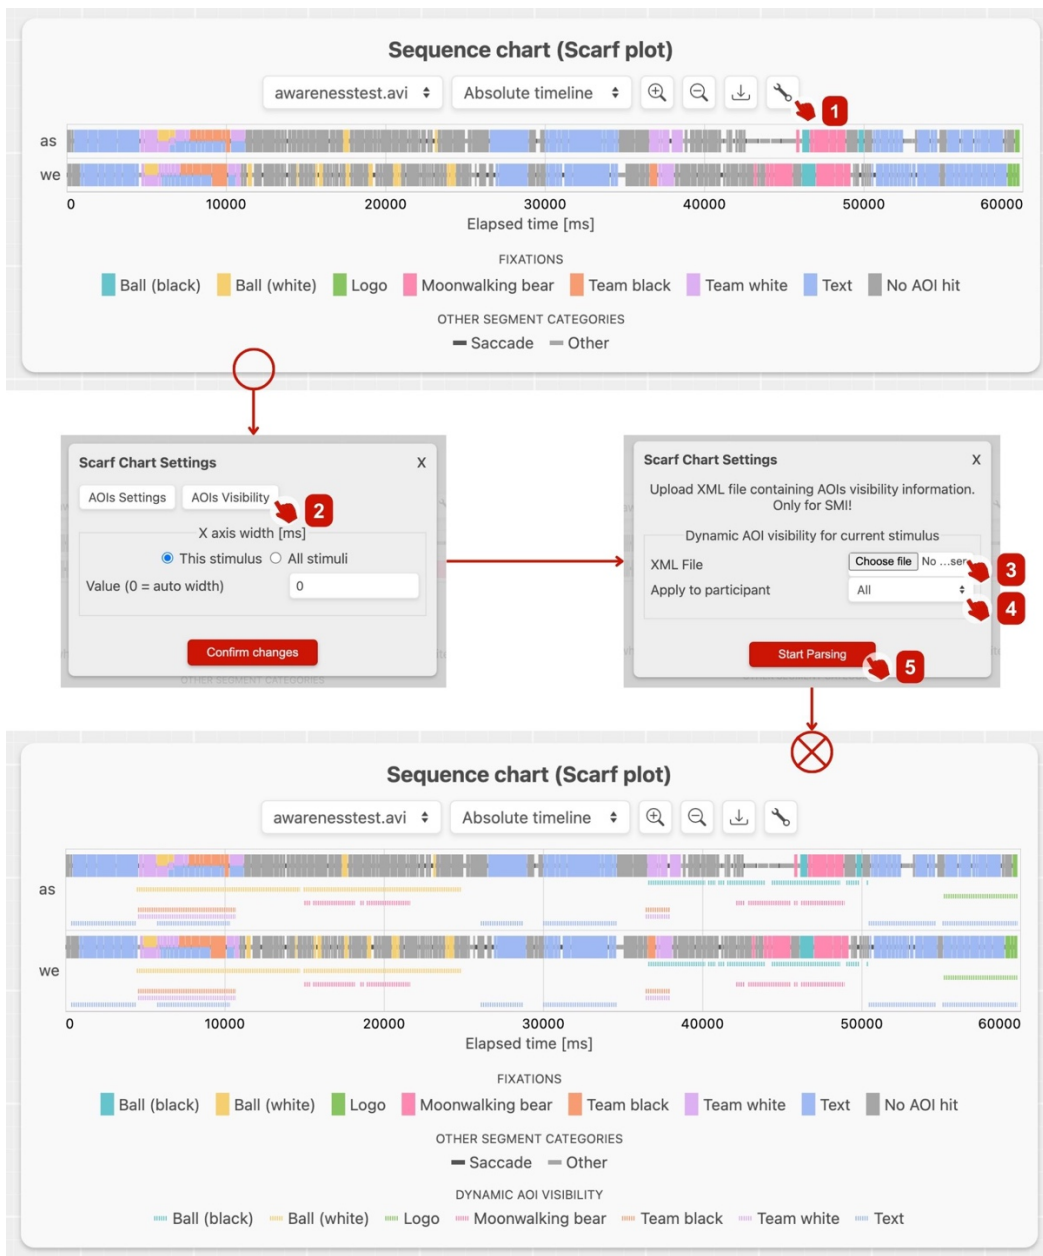 Sequence chart (Scarf plot)
awarenesstest.avi Absolute timeline
1
as
we
0 10000 20000 30000 40000 50000 60000
Elapsed time [ms]
FIXATIONS
Ball (black) Ball (white) Logo Moonwalking bear Team black Team white Text No AOI hit
OTHER SEGMENT CATEGORIES
Saccade Other
Scarf Chart Settings X
AOIs Settings AOIs Visibility
2
X axis width [ms]
This stimulus All stimuli
Value (0 = auto width) 0
Confirm changes
OTHER SEGMENT CATEGORIES
Scarf Chart Settings X
Upload XML file containing AOIs visibility information.
Only for SMI!
Dynamic AOI visibility for current stimulus
XML File Choose file No ...ser
3
Apply to participant All
4
Start Parsing
5
Sequence chart (Scarf plot)
awarenesstest.avi Absolute timeline
as
we
0 10000 20000 30000 40000 50000 60000
Elapsed time [ms]
FIXATIONS
Ball (black) Ball (white) Logo Moonwalking bear Team black Team white Text No AOI hit
OTHER SEGMENT CATEGORIES
Saccade Other
DYNAMIC AOI VISIBILITY
Ball (black) Ball (white) Logo Moonwalking bear Team black Team white Text